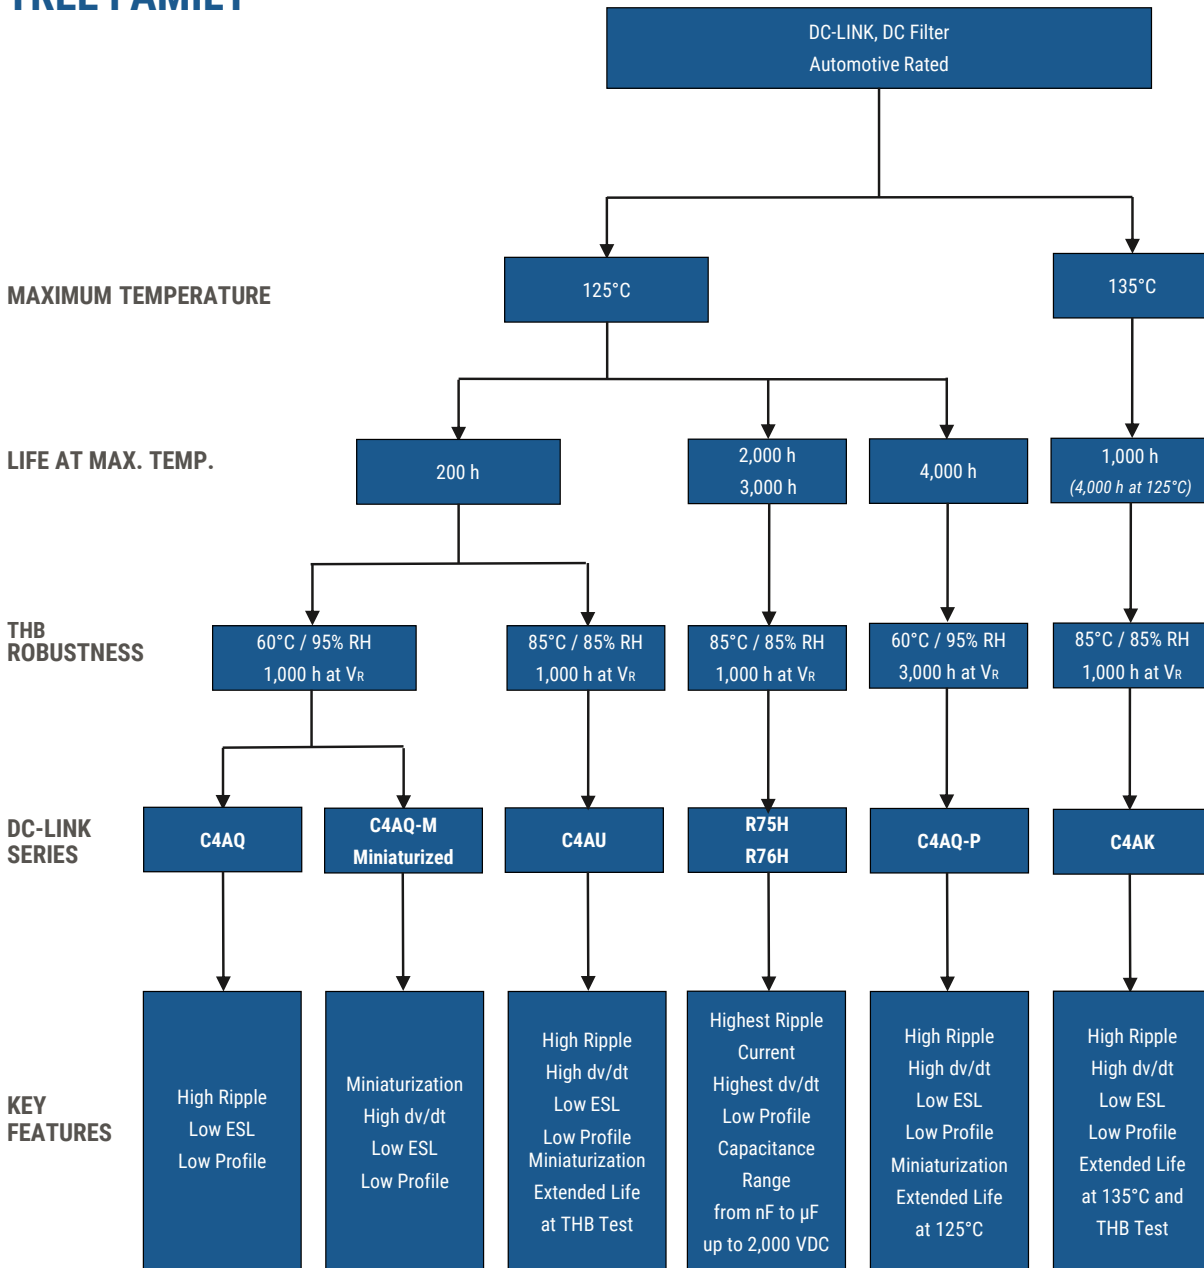 TREE FAMILY
DC-LINK, DC Filter
Automotive Rated
MAXIMUM TEMPERATURE
125°C
135°C
LIFE AT MAX. TEMP.
200 h
2,000 h
3,000 h
4,000 h
1,000 h
(4,000 h at 125°C)
THB
ROBUSTNESS
60°C / 95% RH
1,000 h at VR
85°C / 85% RH
1,000 h at VR
85°C / 85% RH
1,000 h at VR
60°C / 95% RH
3,000 h at VR
85°C / 85% RH
1,000 h at VR
DC-LINK
SERIES
C4AQ
C4AQ-M
Miniaturized
C4AU
R75H
R76H
C4AQ-P
C4AK
KEY
FEATURES
High Ripple
Low ESL
Low Profile
Miniaturization
High dv/dt
Low ESL
Low Profile
High Ripple
High dv/dt
Low ESL
Low Profile
Miniaturization
Extended Life
at THB Test
Highest Ripple
Current
Highest dv/dt
Low Profile
Capacitance
Range
from nF to µF
up to 2,000 VDC
High Ripple
High dv/dt
Low ESL
Low Profile
Miniaturization
Extended Life
at 125°C
High Ripple
High dv/dt
Low ESL
Low Profile
Extended Life
at 135°C and
THB Test